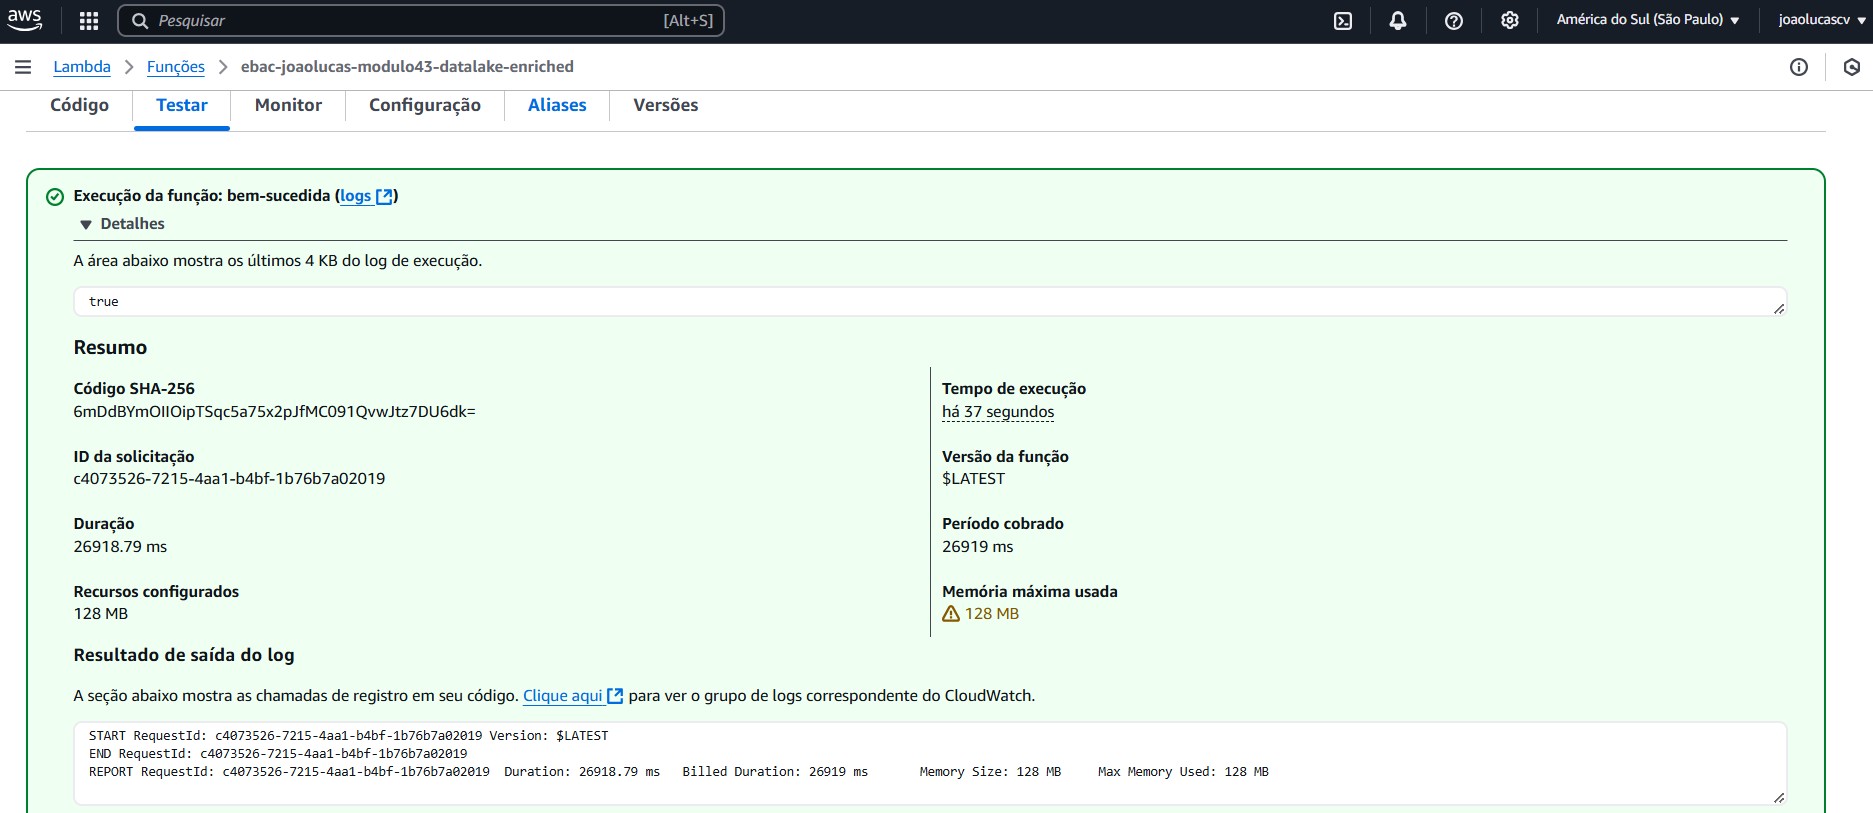 aws
Pesquisar [Alt+S] América do Sul (São Paulo) joaolucascv
Lambda Funções ebac-joaolucas-modulo43-datalake-enriched
Código Testar Monitor Configuração Aliases Versões
Execução da função: bem-sucedida (logs)
Detalhes
A área abaixo mostra os últimos 4 KB do log de execução.
true
Resumo
Código SHA-256
6mDdBYmOIIOipTSqc5a75x2pJfMC091QvwJtz7DU6dk=
Tempo de execução
há 37 segundos
ID da solicitação
c4073526-7215-4aa1-b4bf-1b76b7a02019
Versão da função
$LATEST
Duração
26918.79 ms
Período cobrado
26919 ms
Recursos configurados
128 MB
Memória máxima usada
128 MB
Resultado de saída do log
A seção abaixo mostra as chamadas de registro em seu código. Clique aqui para ver o grupo de logs correspondente do CloudWatch.
START RequestId: c4073526-7215-4aa1-b4bf-1b76b7a02019 Version: $LATEST
END RequestId: c4073526-7215-4aa1-b4bf-1b76b7a02019
REPORT RequestId: c4073526-7215-4aa1-b4bf-1b76b7a02019 Duration: 26918.79 ms Billed Duration: 26919 ms Memory Size: 128 MB Max Memory Used: 128 MB